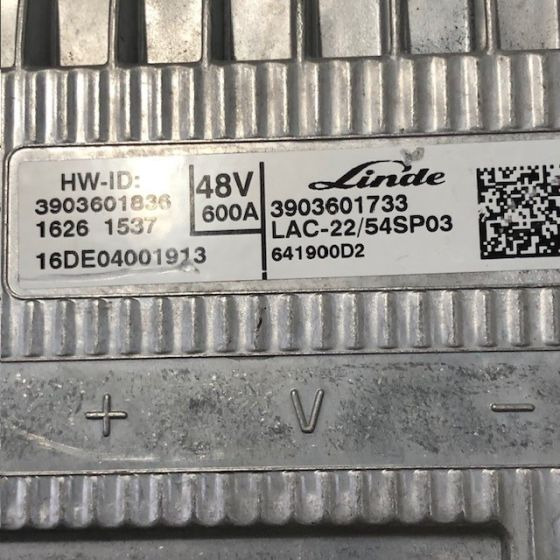 HW-ID:
3903601836
1626 1537
16DE04001913
48V
600A
Linde
3903601733
LAC-22/54SP03
641900D2
+ V −